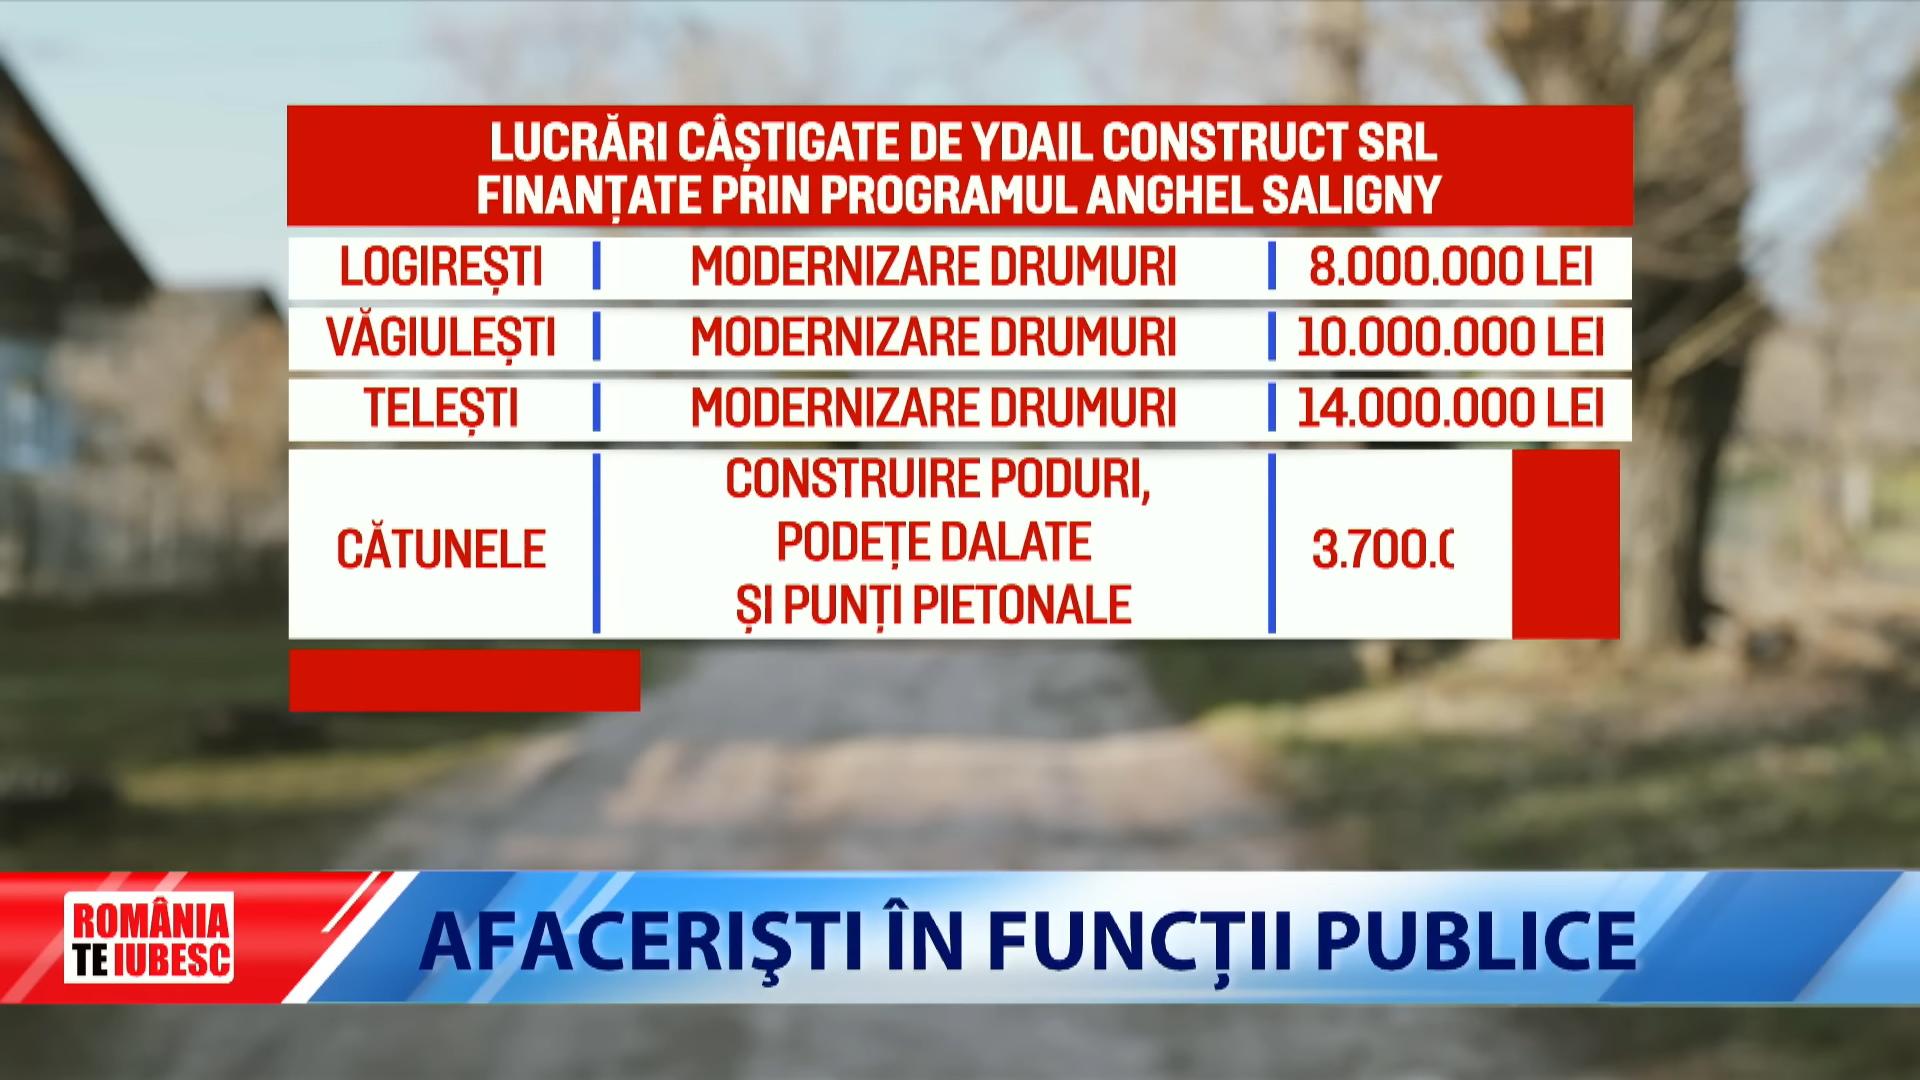 LUCRĂRI CÂȘTIGATE DE YDAIL CONSTRUCT SRL
FINANȚATE PRIN PROGRAMUL ANGHEL SALIGNY
LOGIREȘTI MODERNIZARE DRUMURI 8.000.000 LEI
VĂGIULEȘTI MODERNIZARE DRUMURI 10.000.000 LEI
TELEȘTI MODERNIZARE DRUMURI 14.000.000 LEI
CONSTRUIRE PODURI,
CĂTUNELE PODEȚE DALATE 3.700.
ȘI PUNȚI PIETONALE
ROMÂNIA
TE IUBESC
AFACERIŞTI ÎN FUNCŢII PUBLICE